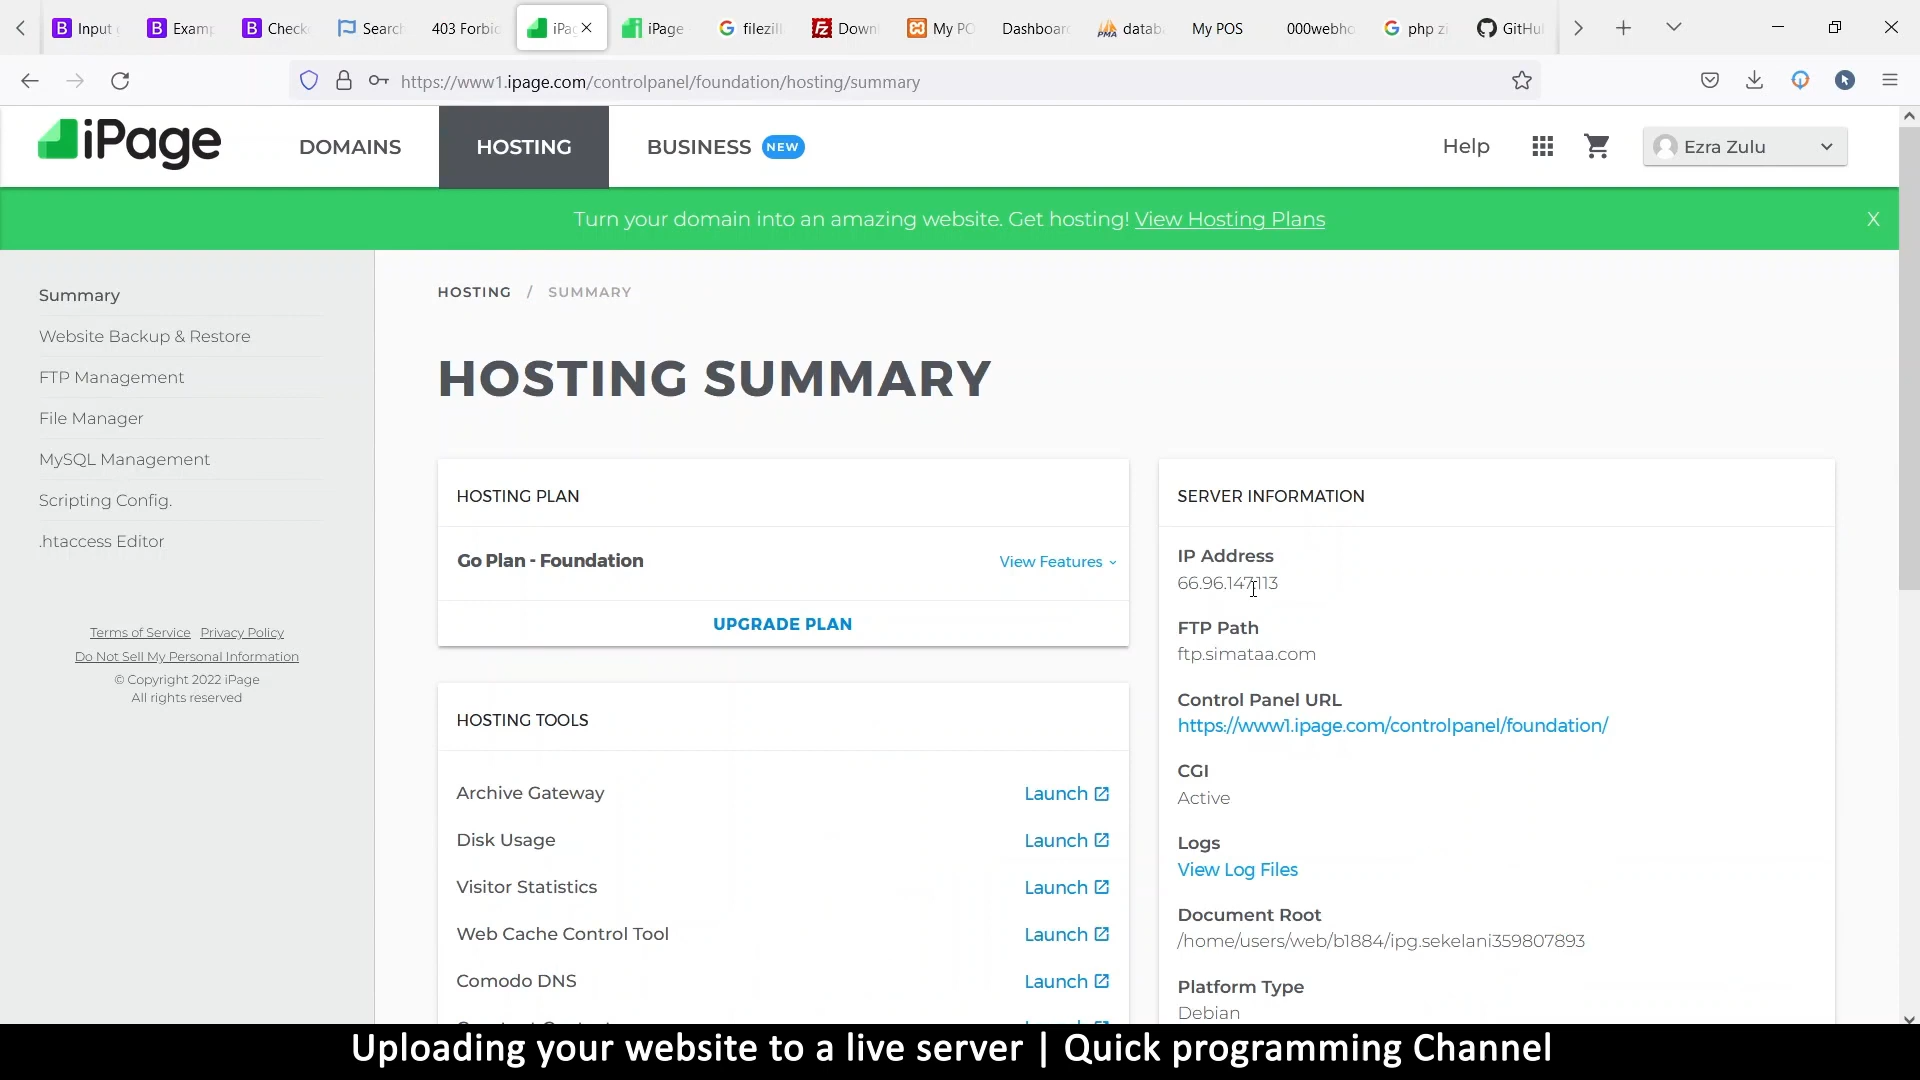 Input
Examp
Check
Search
403 Forbi
iPag
iPage
filezill
Down
My PO
Dashboar
databa
My POS
000webho
php zi
GitHu
https://www1.ipage.com/controlpanel/foundation/hosting/summary
iPage
DOMAINS
HOSTING
BUSINESS NEW
Help
Ezra Zulu
Turn your domain into an amazing website. Get hosting! View Hosting Plans X
Summary
Website Backup & Restore
FTP Management
File Manager
MySQL Management
Scripting Config.
.htaccess Editor
Terms of Service Privacy Policy
Do Not Sell My Personal Information
© Copyright 2022 iPage
All rights reserved
HOSTING / SUMMARY
HOSTING SUMMARY
HOSTING PLAN
Go Plan - Foundation View Features
UPGRADE PLAN
HOSTING TOOLS
Archive Gateway Launch
Disk Usage Launch
Visitor Statistics Launch
Web Cache Control Tool Launch
Comodo DNS Launch
SERVER INFORMATION
IP Address
66.96.147.113
FTP Path
ftp.simataa.com
Control Panel URL
https://www1.ipage.com/controlpanel/foundation/
CGI
Active
Logs
View Log Files
Document Root
/home/users/web/b1884/ipg.sekelani359807893
Platform Type
Debian
Uploading your website to a live server | Quick programming Channel